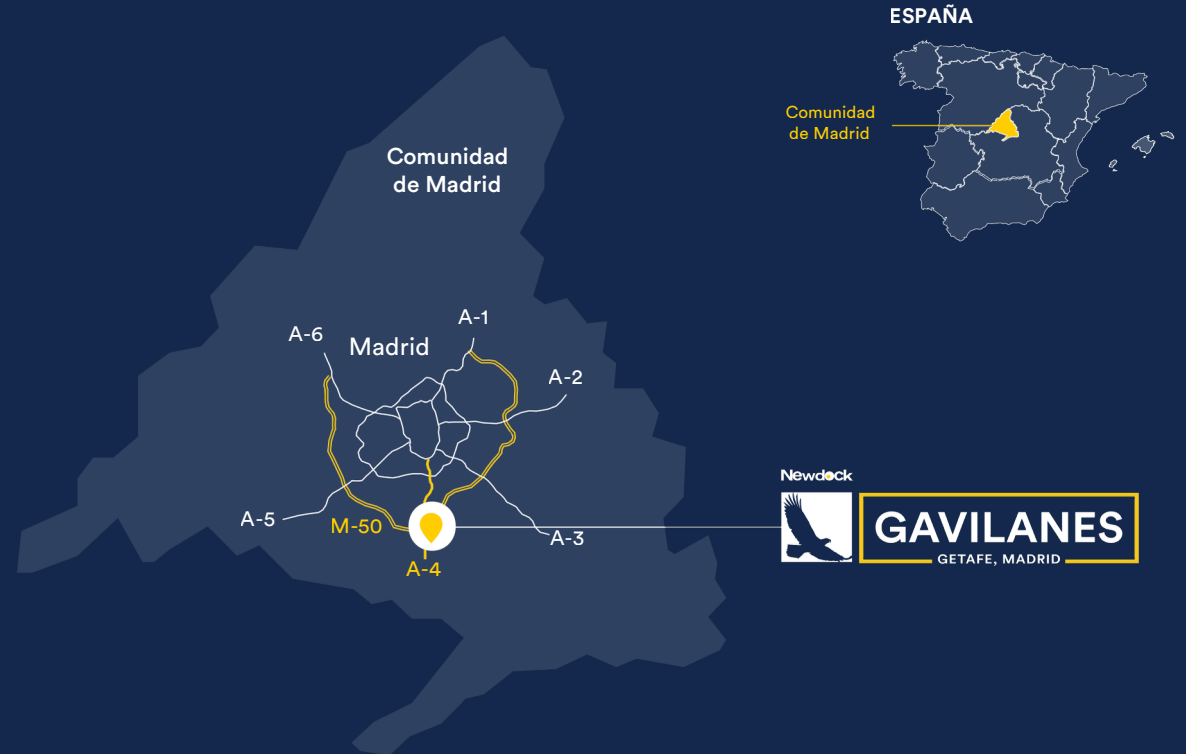 ESPAÑA
Comunidad
de Madrid
Comunidad
de Madrid
A-1
A-6
Madrid
A-2
A-5
M-50
A-3
A-4
Newdock
GAVILANES
GETAFE, MADRID